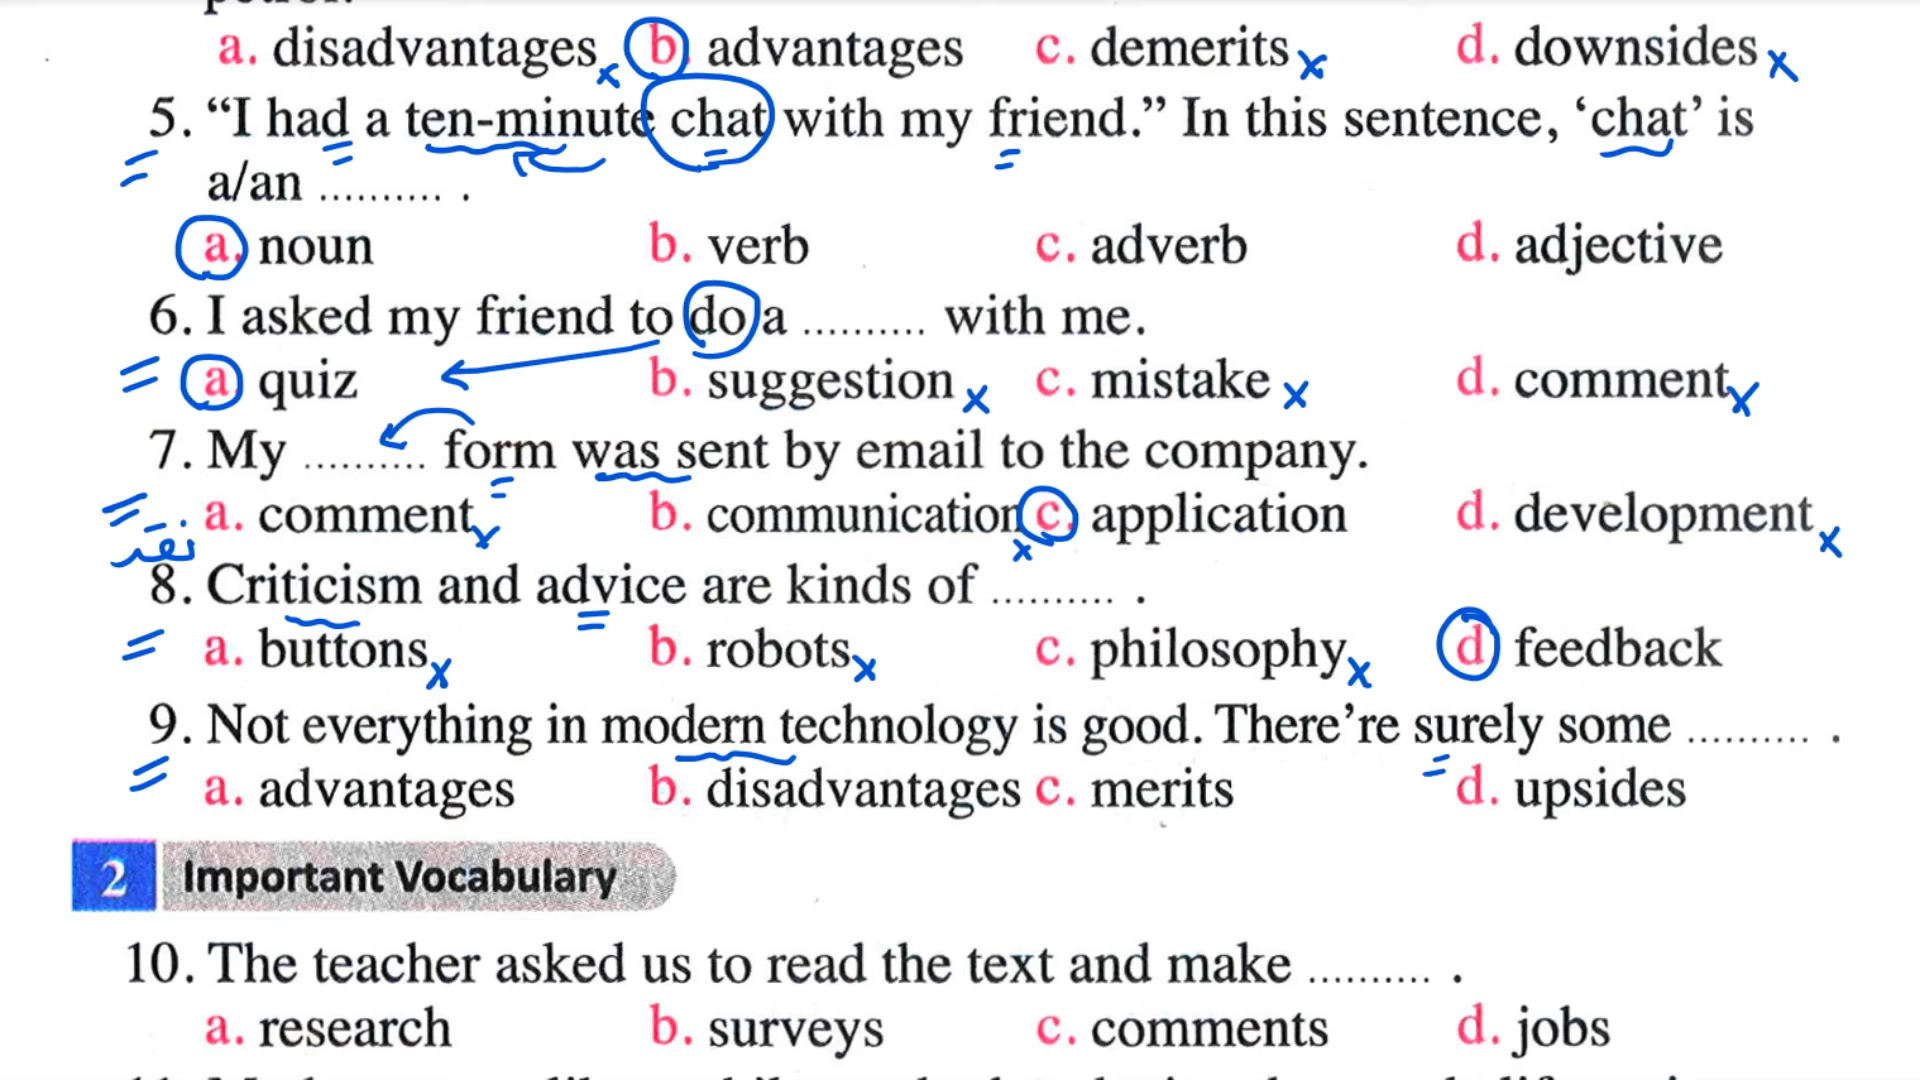 a. disadvantages b. advantages c. demerits d. downsides
5. “I had a ten-minute chat with my friend.” In this sentence, ‘chat’ is
a/an .......... .
a. noun b. verb c. adverb d. adjective
6. I asked my friend to do a .......... with me.
a. quiz b. suggestion c. mistake d. comment
7. My .......... form was sent by email to the company.
a. comment b. communication c. application d. development
8. Criticism and advice are kinds of .......... .
a. buttons b. robots c. philosophy d. feedback
9. Not everything in modern technology is good. There’re surely some .......... .
a. advantages b. disadvantages c. merits d. upsides
2 Important Vocabulary
10. The teacher asked us to read the text and make .......... .
a. research b. surveys c. comments d. jobs